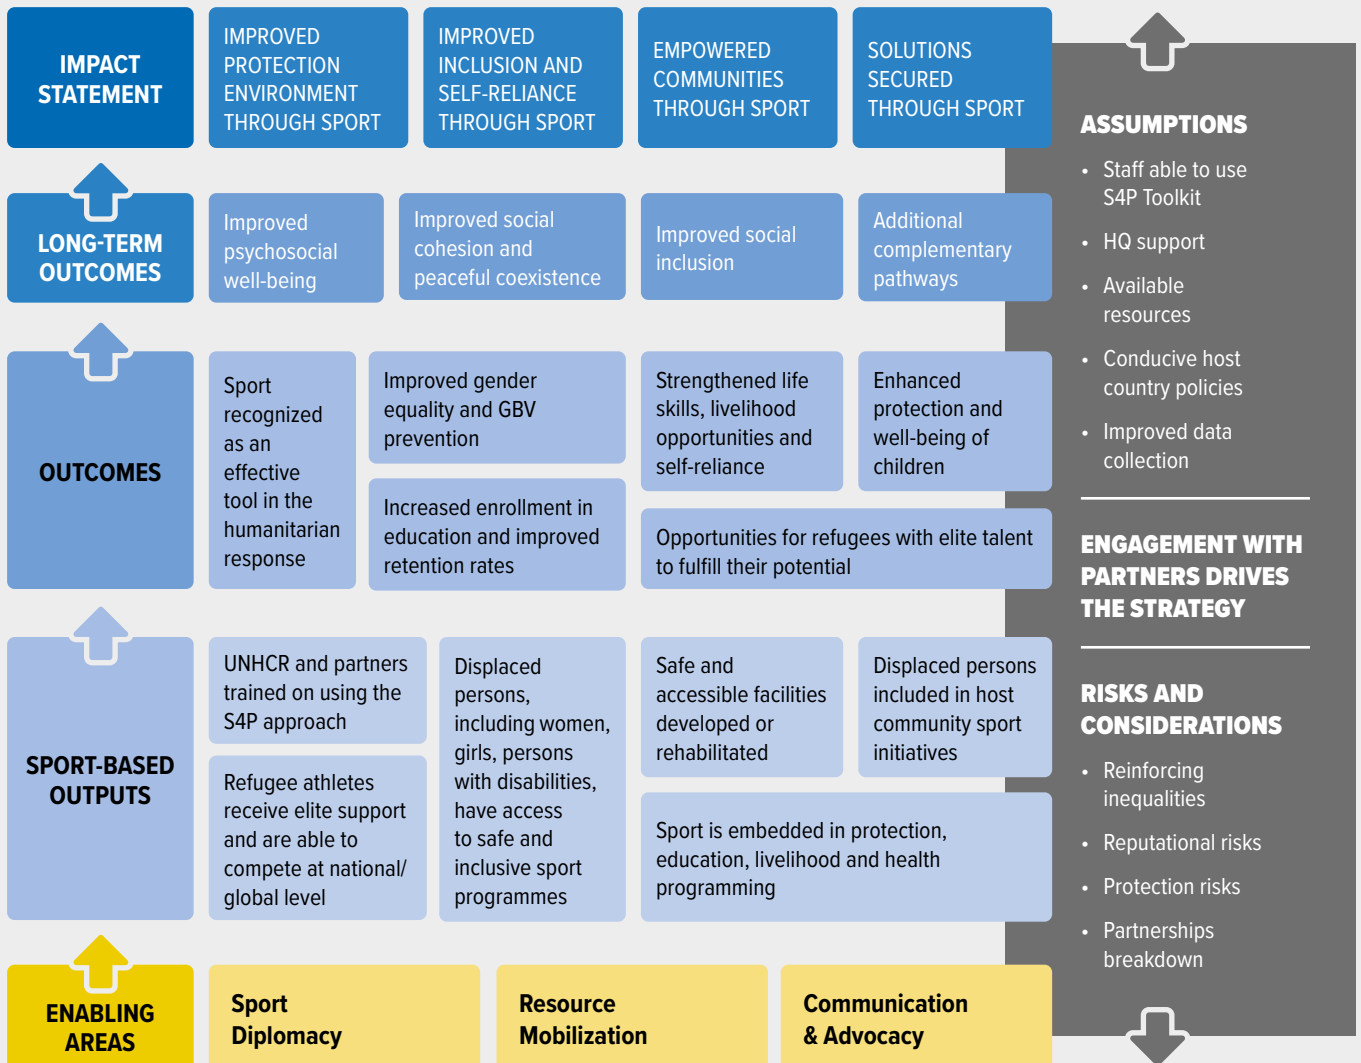 IMPACT
STATEMENT
IMPROVED
PROTECTION
ENVIRONMENT
THROUGH SPORT
IMPROVED
INCLUSION AND
SELF-RELIANCE
THROUGH SPORT
EMPOWERED
COMMUNITIES
THROUGH SPORT
SOLUTIONS
SECURED
THROUGH SPORT
LONG-TERM
OUTCOMES
Improved
psychosocial
well-being
Improved social
cohesion and
peaceful coexistence
Improved social
inclusion
Additional
complementary
pathways
OUTCOMES
Sport
recognized
as an
effective
tool in the
humanitarian
response
Improved gender
equality and GBV
prevention
Increased enrollment in
education and improved
retention rates
Strengthened life
skills, livelihood
opportunities and
self-reliance
Enhanced
protection and
well-being of
children
Opportunities for refugees with elite talent
to fulfill their potential
SPORT-BASED
OUTPUTS
UNHCR and partners
trained on using the
S4P approach
Refugee athletes
receive elite support
and are able to
compete at national/
global level
Displaced
persons,
including women,
girls, persons
with disabilities,
have access
to safe and
inclusive sport
programmes
Safe and
accessible facilities
developed or
rehabilitated
Displaced persons
included in host
community sport
initiatives
Sport is embedded in protection,
education, livelihood and health
programming
ENABLING
AREAS
Sport
Diplomacy
Resource
Mobilization
Communication
& Advocacy
ASSUMPTIONS
• Staff able to use
S4P Toolkit
• HQ support
• Available
resources
• Conducive host
country policies
• Improved data
collection
ENGAGEMENT WITH
PARTNERS DRIVES
THE STRATEGY
RISKS AND
CONSIDERATIONS
• Reinforcing
inequalities
• Reputational risks
• Protection risks
• Partnerships
breakdown